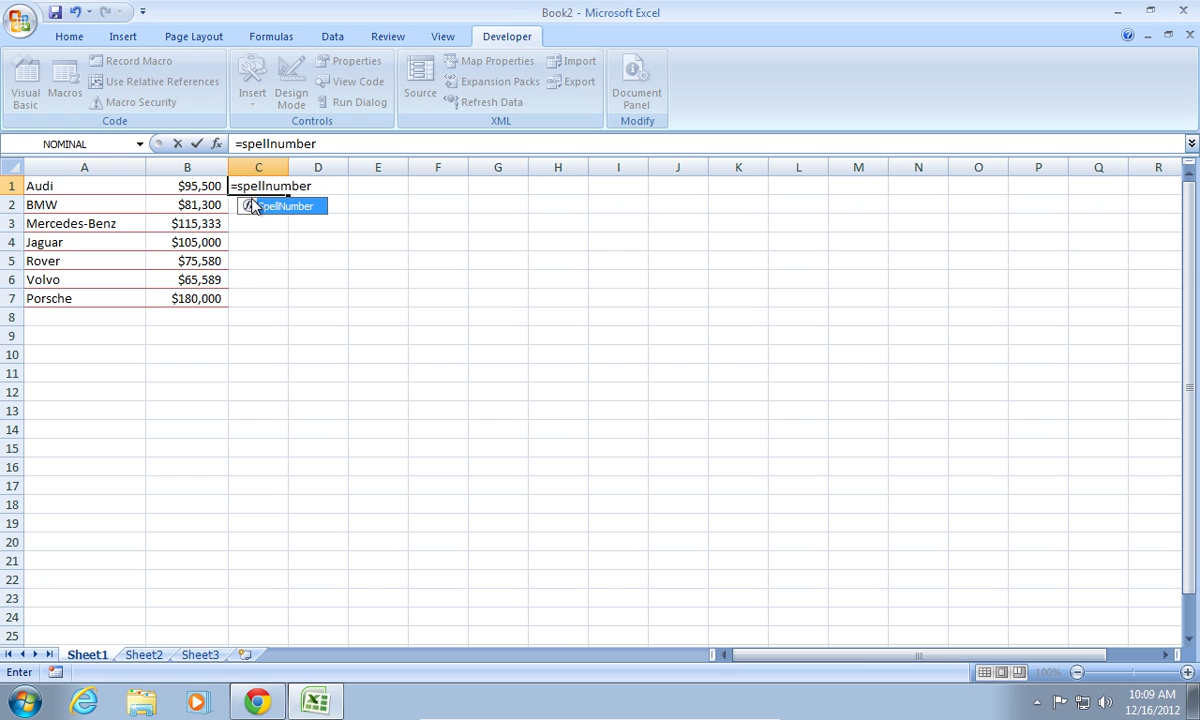 Book2 - Microsoft Excel
Home Insert Page Layout Formulas Data Review View Developer
Visual Basic
Macros
Record Macro
Use Relative References
Macro Security
Code
Insert
Design Mode
Properties
View Code
Run Dialog
Controls
Source
Map Properties
Expansion Packs
Refresh Data
Import
Export
XML
Document Panel
Modify
NOMINAL fx =spellnumber
A B C D E F G H I J K L M N O P Q R
1 Audi $95,500 =spellnumber
2 BMW $81,300 SpellNumber
3 Mercedes-Benz $115,333
4 Jaguar $105,000
5 Rover $75,580
6 Volvo $65,589
7 Porsche $180,000
8
9
10
11
12
13
14
15
16
17
18
19
20
21
22
23
24
25
Sheet1 Sheet2 Sheet3
Enter 100%
10:09 AM
12/16/2012